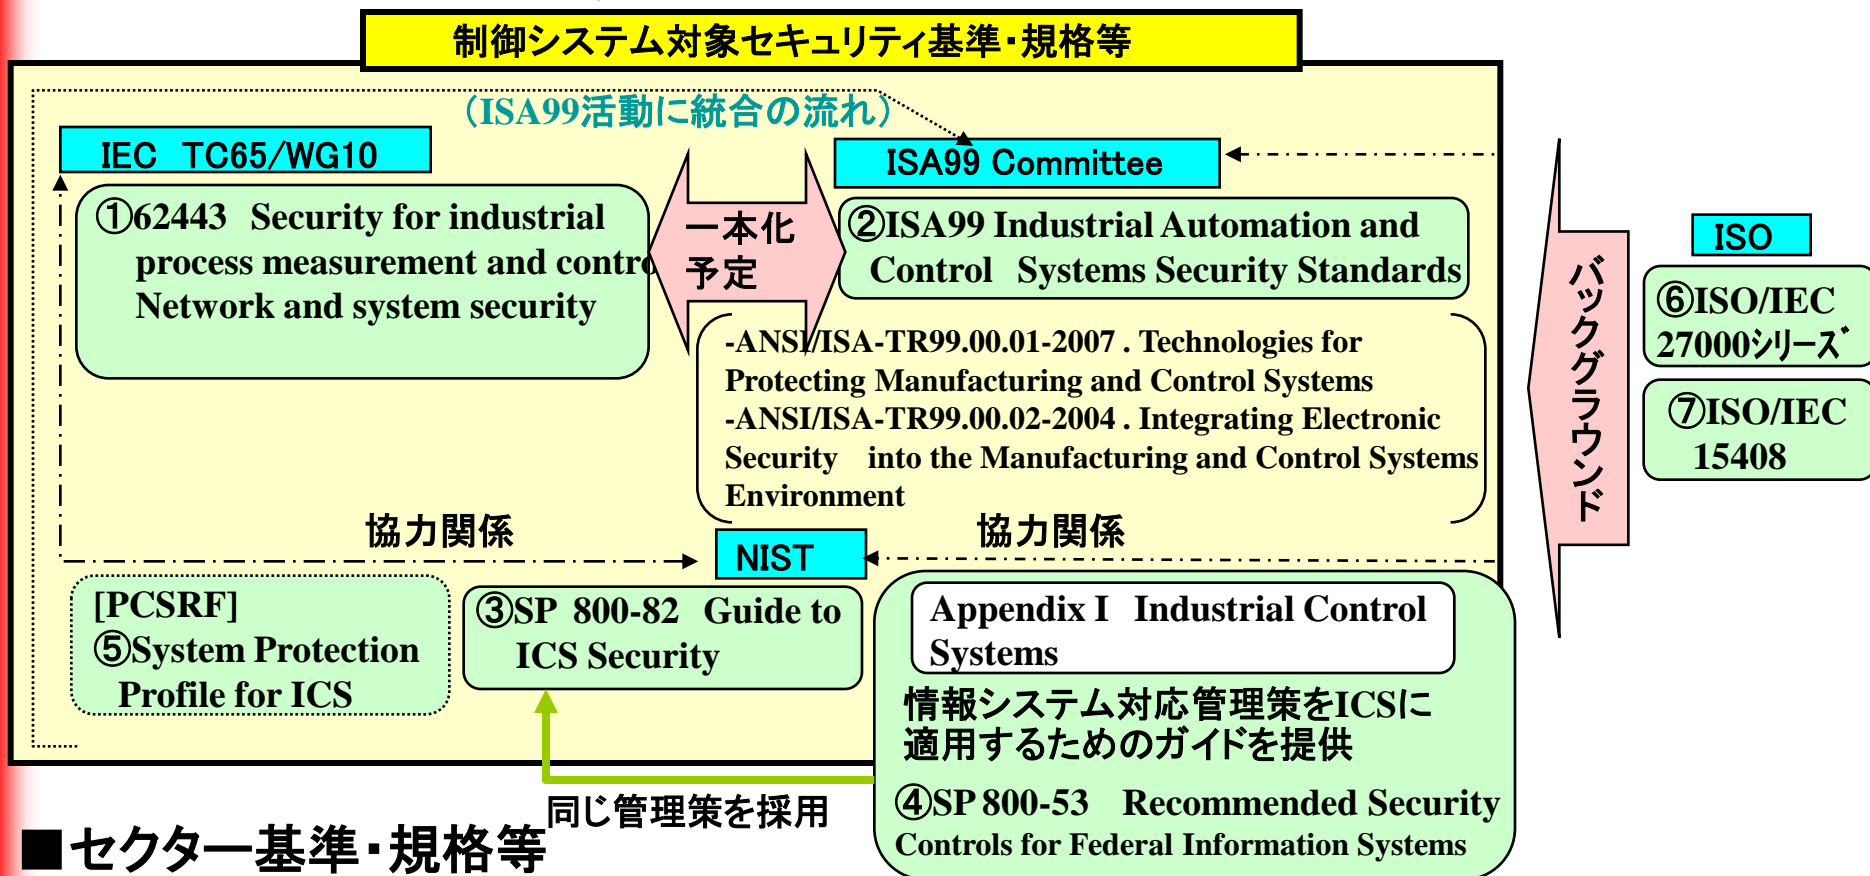 制御システム対象セキュリティ基準・規格等
（ISA99活動に統合の流れ）
IEC TC65/WG10
①62443 Security for industrial
process measurement and contro
Network and system security
一本化
予定
ISA99 Committee
②ISA99 Industrial Automation and
Control Systems Security Standards
-ANSI/ISA-TR99.00.01-2007 . Technologies for
Protecting Manufacturing and Control Systems
-ANSI/ISA-TR99.00.02-2004 . Integrating Electronic
Security into the Manufacturing and Control Systems
Environment
バックグラウンド
ISO
⑥ISO/IEC
27000ｼﾘｰｽﾞ
⑦ISO/IEC
15408
協力関係
NIST
協力関係
[PCSRF]
⑤System Protection
Profile for ICS
③SP 800-82 Guide to
ICS Security
Appendix I Industrial Control
Systems
情報システム対応管理策をICSに
適用するためのガイドを提供
④SP 800-53 Recommended Security
Controls for Federal Information Systems
同じ管理策を採用
■セクター基準・規格等